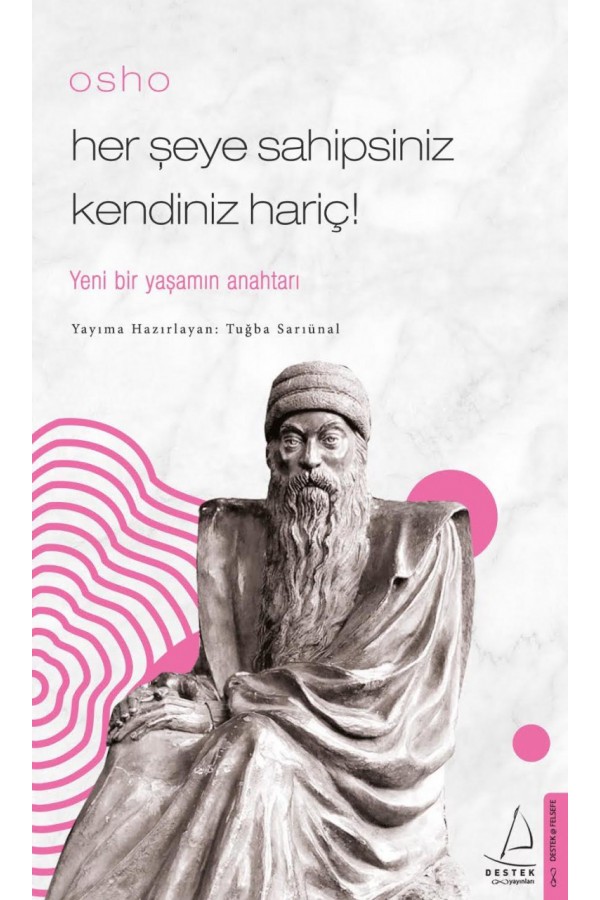 osho
her şeye sahipsiniz
kendiniz hariç!
Yeni bir yaşamın anahtarı
Yayıma Hazırlayan: Tuğba Sarıünal
DESTEK
yayınları
DESTEK @ FELSEFE